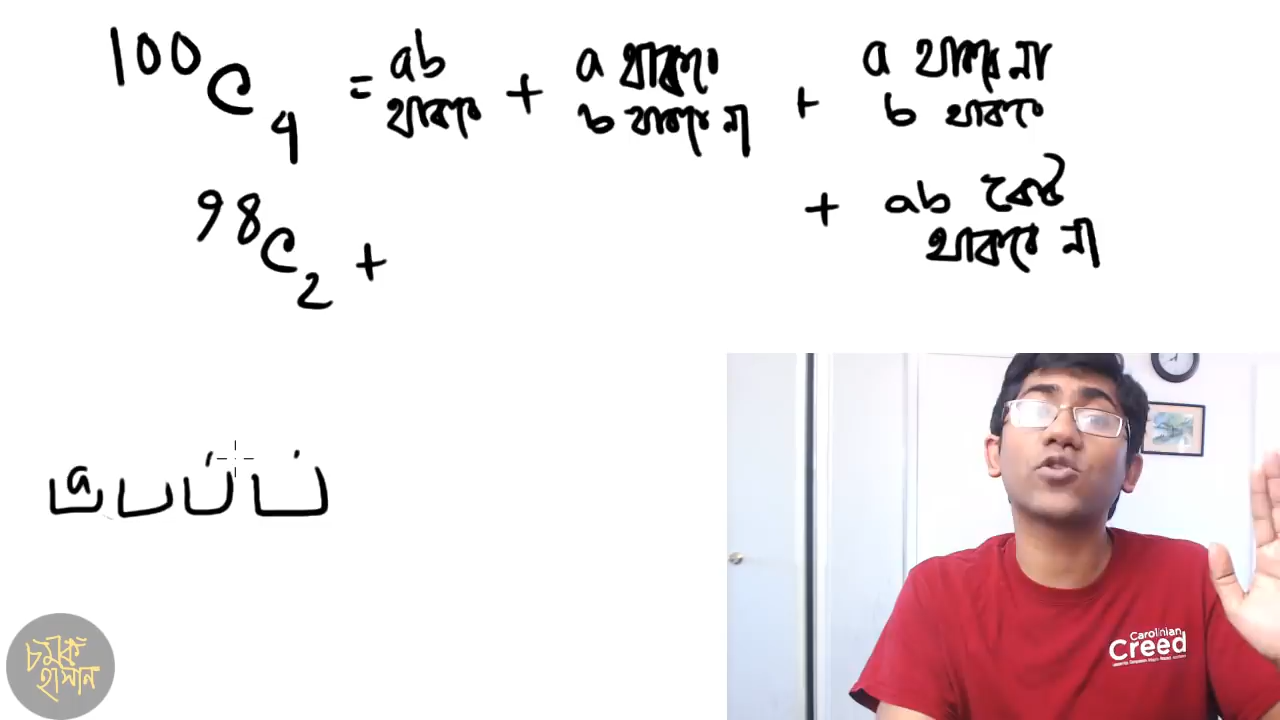 ¹⁰⁰C₄ = ab থাকবে + a থাকবে b থাকবে না + a থাকবে না b থাকবে
+ ab কেউ থাকবে না
⁹⁸C₂ +
a
চমক
হাসান
Carolinian
Creed